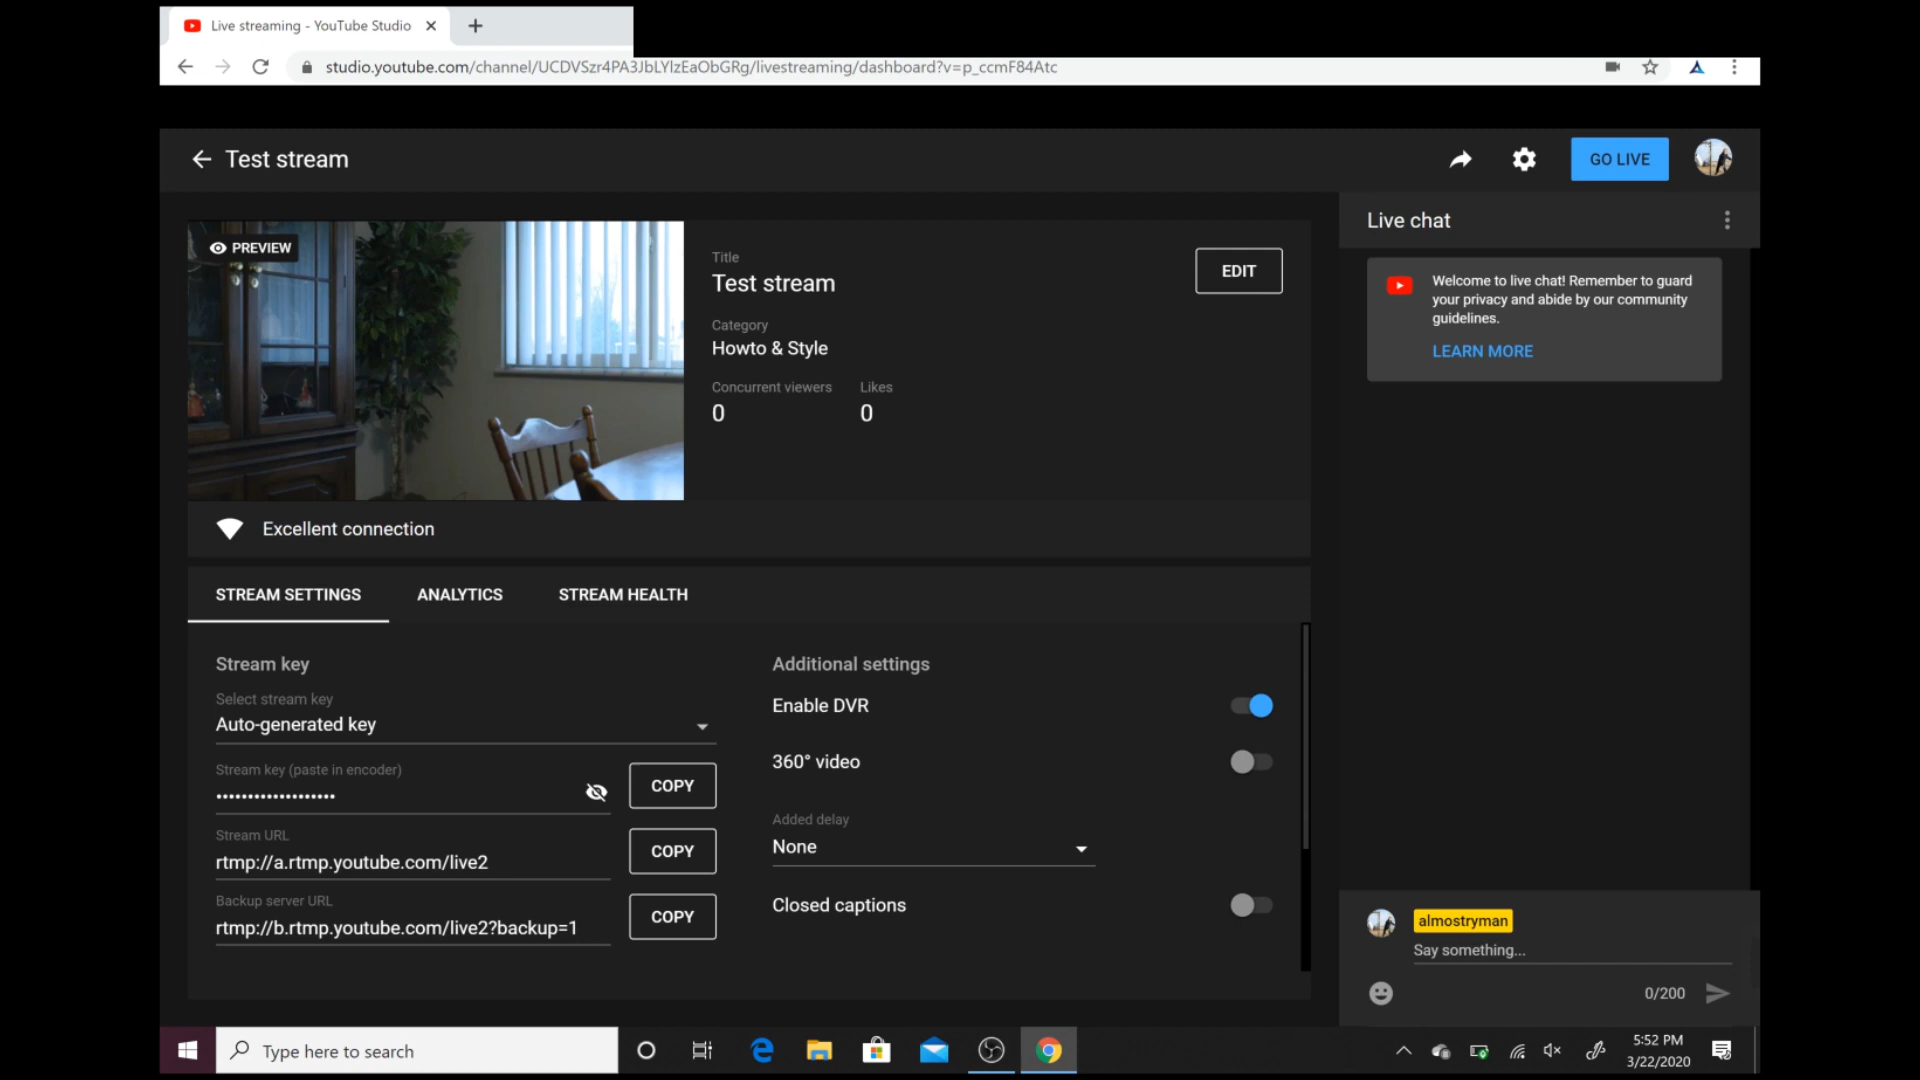 Live streaming - YouTube Studio
studio.youtube.com/channel/UCDVSzr4PA3JbLYlzEaObGRg/livestreaming/dashboard?v=p_ccmF84Atc
Test stream
GO LIVE
PREVIEW
Title
Test stream
EDIT
Category
Howto & Style
Concurrent viewers Likes
0 0
Excellent connection
STREAM SETTINGS ANALYTICS STREAM HEALTH
Stream key
Select stream key
Auto-generated key
Stream key (paste in encoder)
•••••••••••••••••••
COPY
Stream URL
rtmp://a.rtmp.youtube.com/live2
COPY
Backup server URL
rtmp://b.rtmp.youtube.com/live2?backup=1
COPY
Additional settings
Enable DVR
360° video
Added delay
None
Closed captions
Live chat
Welcome to live chat! Remember to guard
your privacy and abide by our community
guidelines.
LEARN MORE
almostryman
Say something...
0/200
Type here to search
5:52 PM
3/22/2020